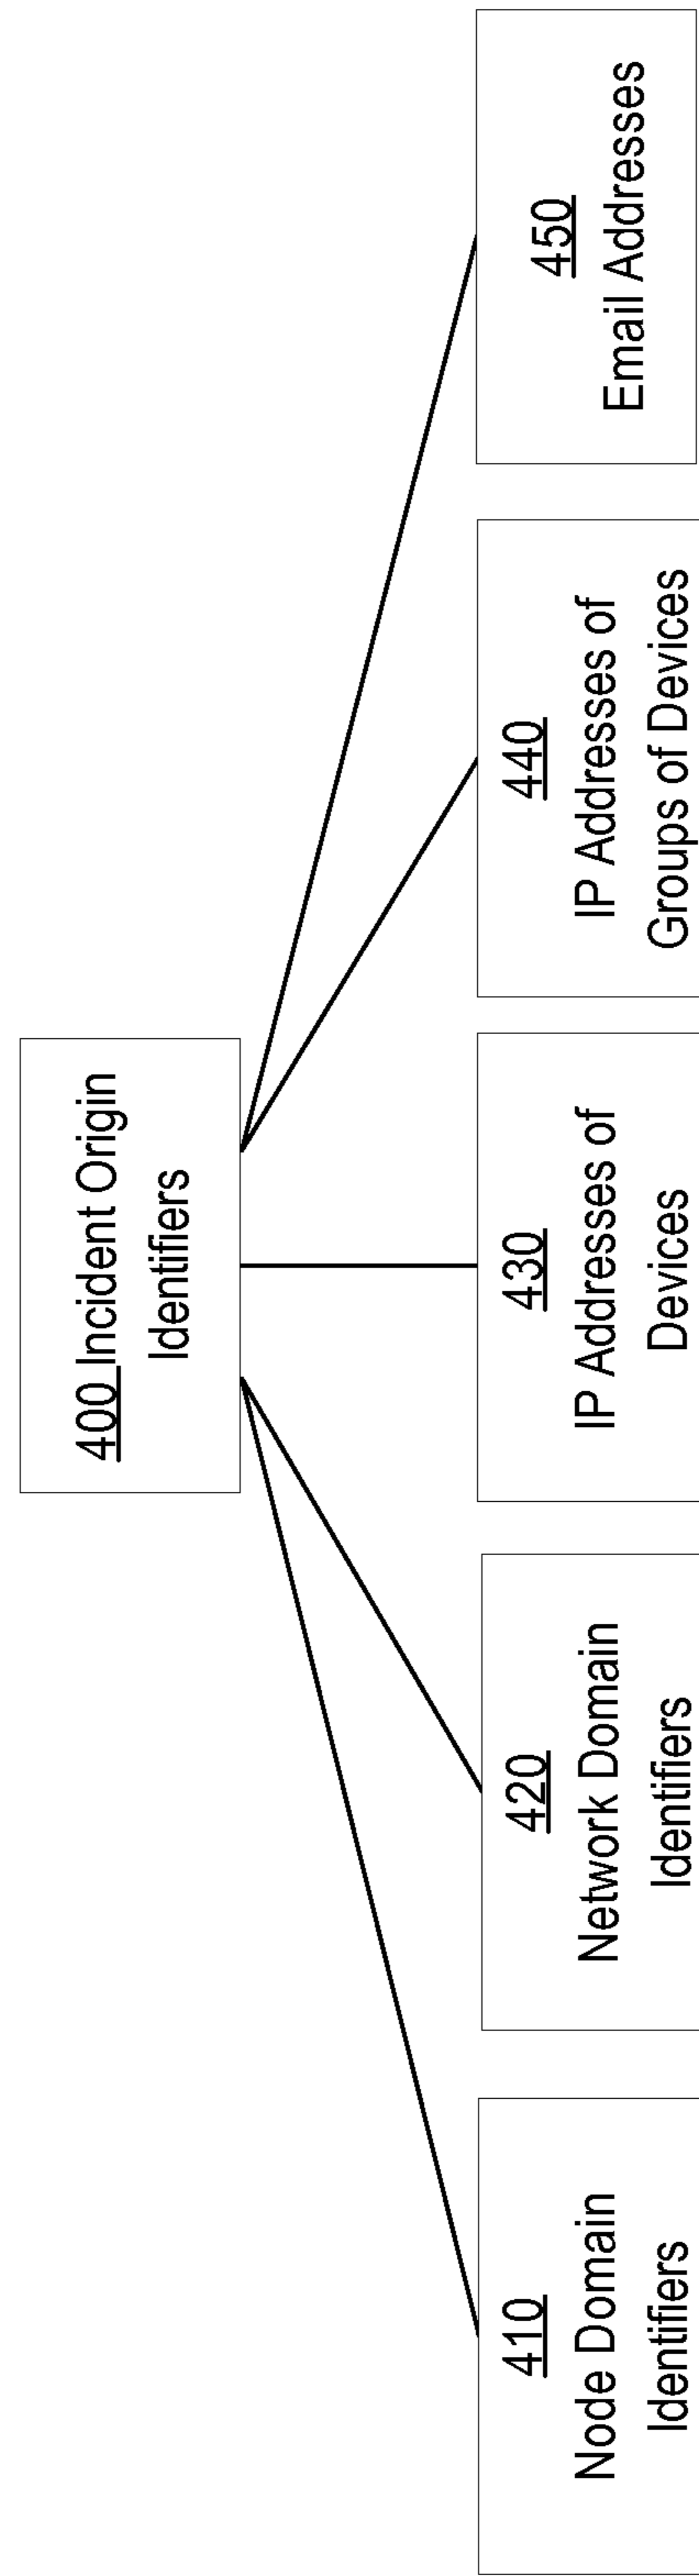 400 Incident Origin
Identifiers
410
Node Domain
Identifiers
420
Network Domain
Identifiers
430
IP Addresses of
Devices
440
IP Addresses of
Groups of Devices
450
Email Addresses